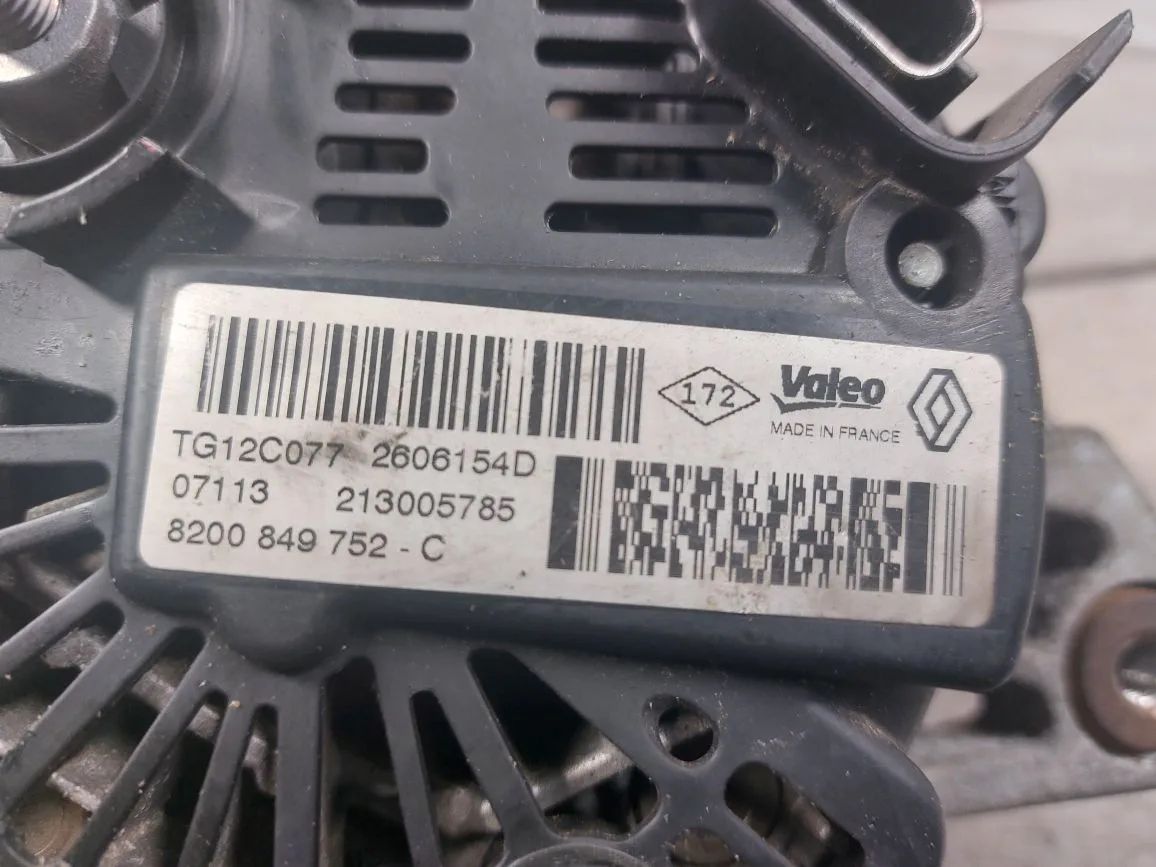 172
Valeo
MADE IN FRANCE
TG12C077 2606154D
07113 213005785
8200 849 752 - C